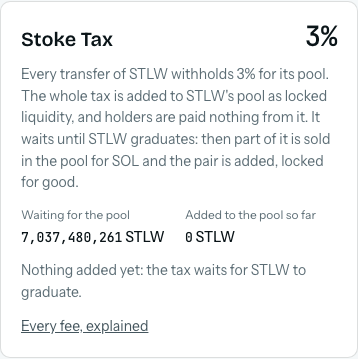 Stoke Tax 3%
Every transfer of STLW withholds 3% for its pool.
The whole tax is added to STLW's pool as locked
liquidity, and holders are paid nothing from it. It
waits until STLW graduates: then part of it is sold
in the pool for SOL and the pair is added, locked
for good.
Waiting for the pool Added to the pool so far
7,037,480,261 STLW 0 STLW
Nothing added yet: the tax waits for STLW to
graduate.
Every fee, explained